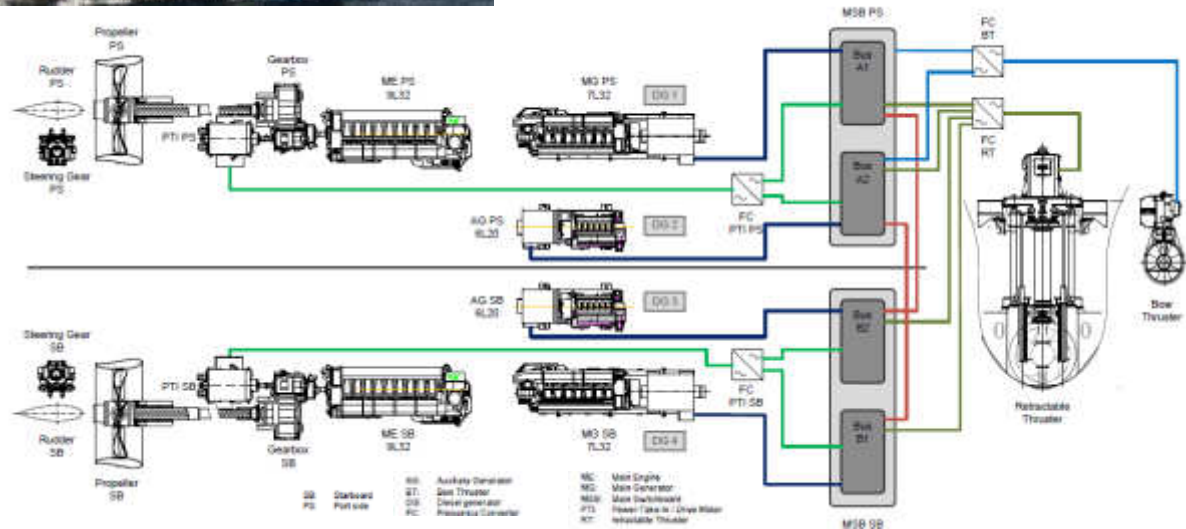 MSB PS
Propeller
PS
FC
BT
Gearbox
PS
Rudder
PS
ME PS
9L32
MG PS
7L32
DG 1
Bus
A1
PTI PS
FC
RT
Steering Gear
PS
Bus
A2
AG PS
6L20
DG 2
FC
PTI PS
AG SB
6L20
DG 3
Bus
B2
Bow
Thruster
Steering Gear
SB
PTI SB
FC
PTI SB
Retractable
Thruster
Rudder
SB
Gearbox
SB
ME SB
9L32
MG SB
7L32
DG 4
Bus
B1
Propeller
SB
SB: Starboard
PS: Port side
AG: Auxiliary Generator
BT: Bow Thruster
DG: Diesel generator
FC: Frequency Converter
ME: Main Engine
MG: Main Generator
MSB: Main Switchboard
PTI: Power Take In / Drive Motor
RT: Retractable Thruster
MSB SB